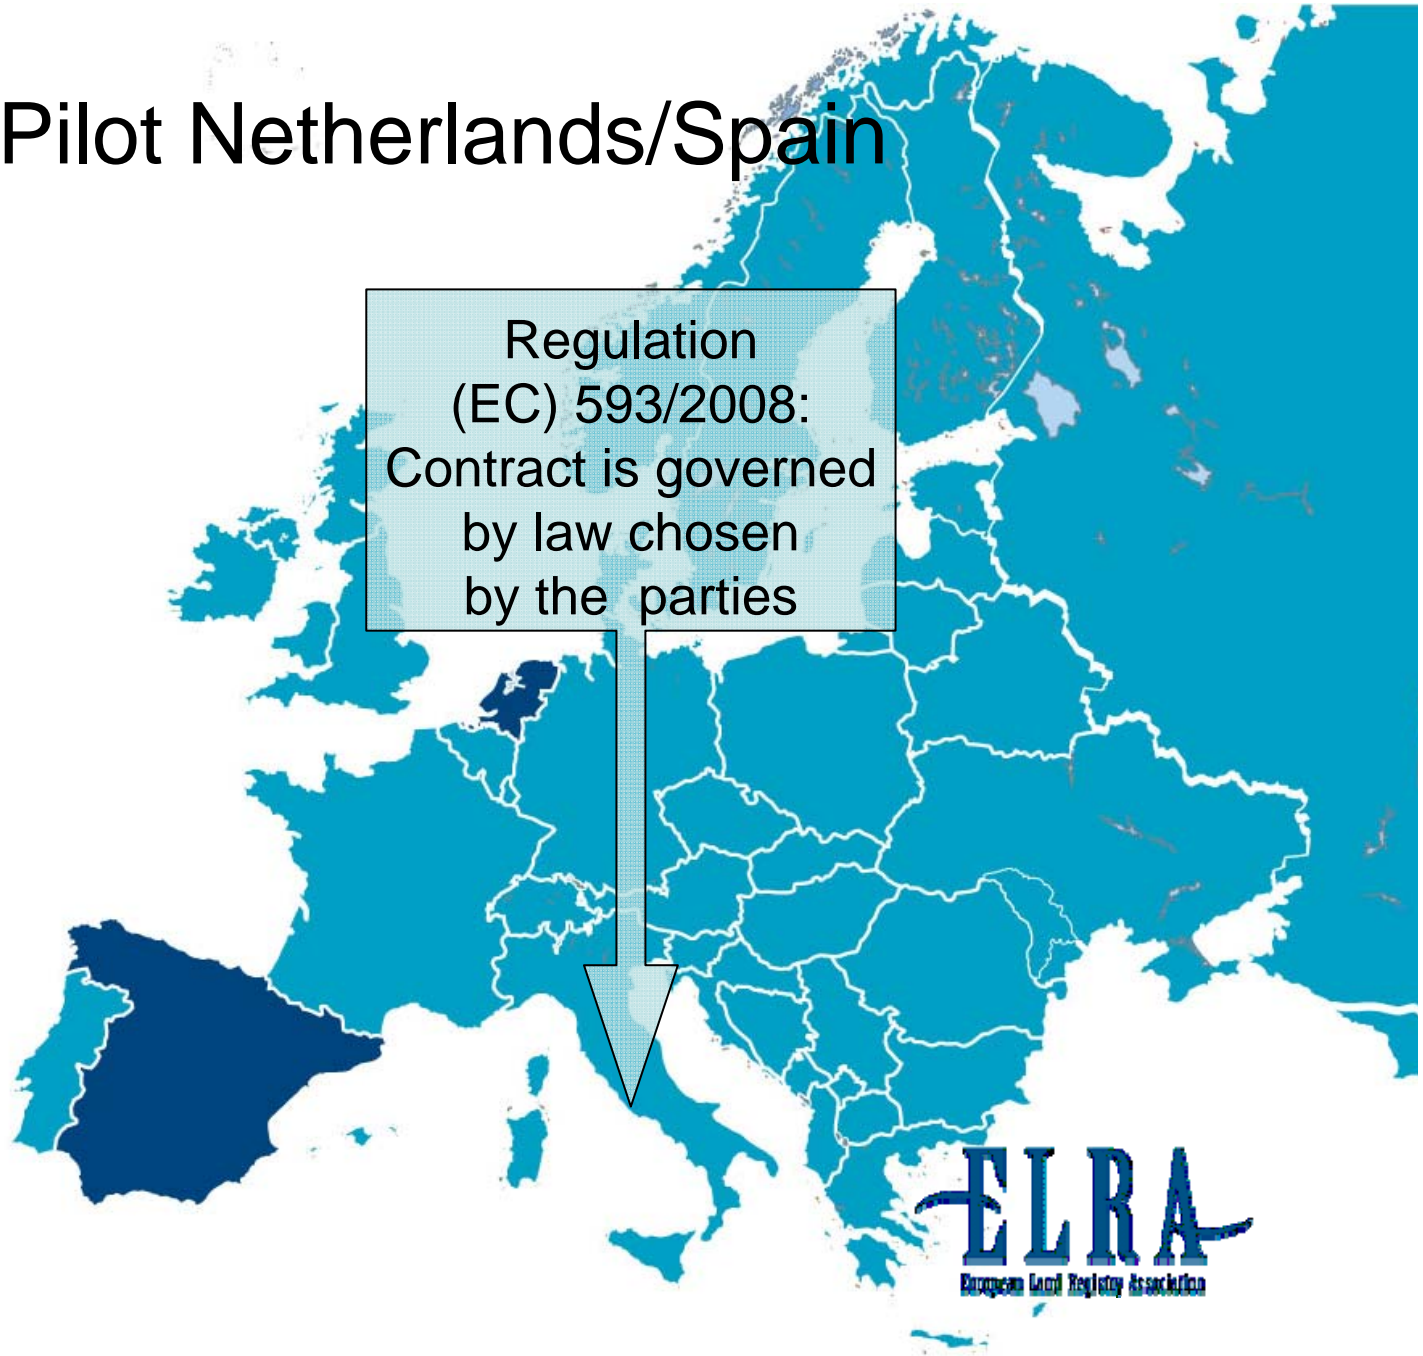 Pilot Netherlands/Spain
Regulation
(EC) 593/2008:
Contract is governed
by law chosen
by the parties
ELRA
European Land Registry Association